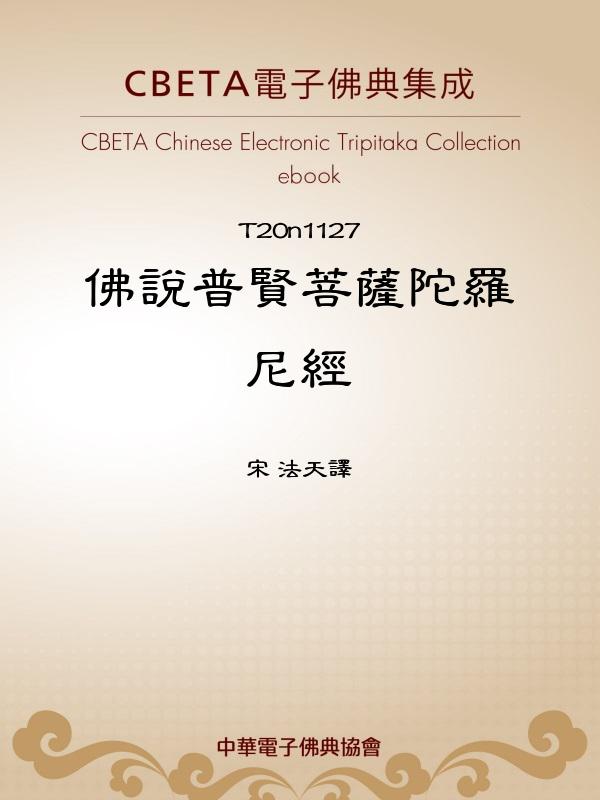 CBETA電子佛典集成
CBETA Chinese Electronic Tripitaka Collection
ebook
T20n1127
佛說普賢菩薩陀羅
尼經
宋 法天譯
中華電子佛典協會